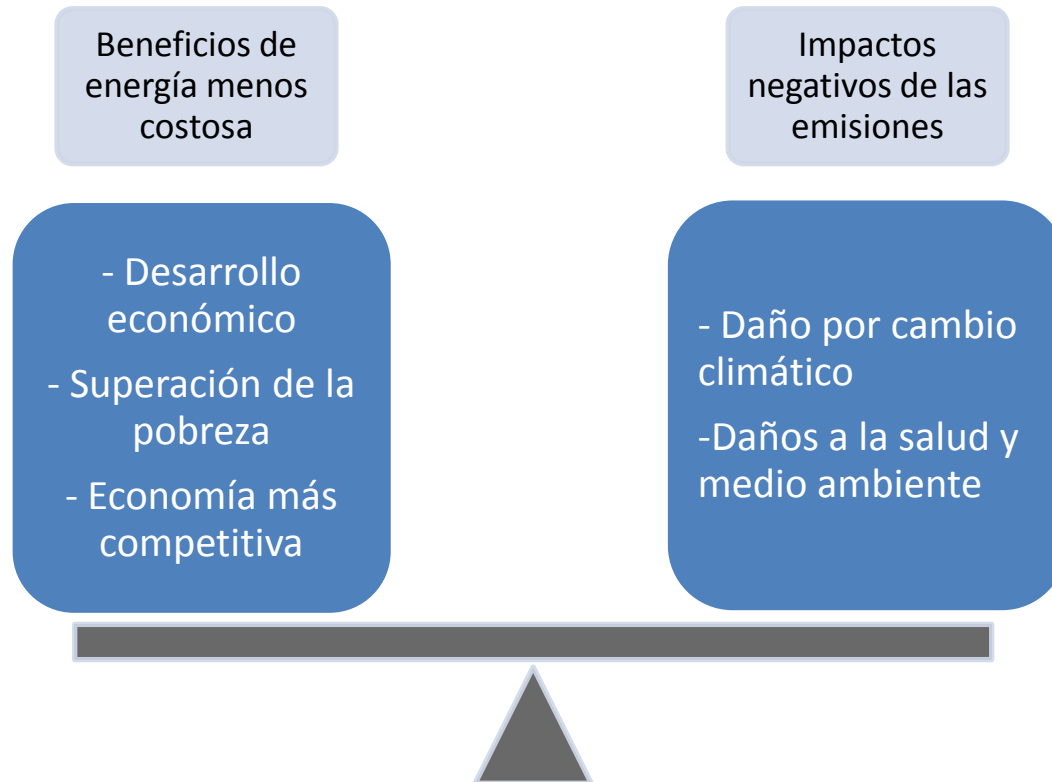 Beneficios de
energía menos
costosa
Impactos
negativos de las
emisiones
- Desarrollo
económico
- Superación de la
pobreza
- Economía más
competitiva
- Daño por cambio
climático
-Daños a la salud y
medio ambiente